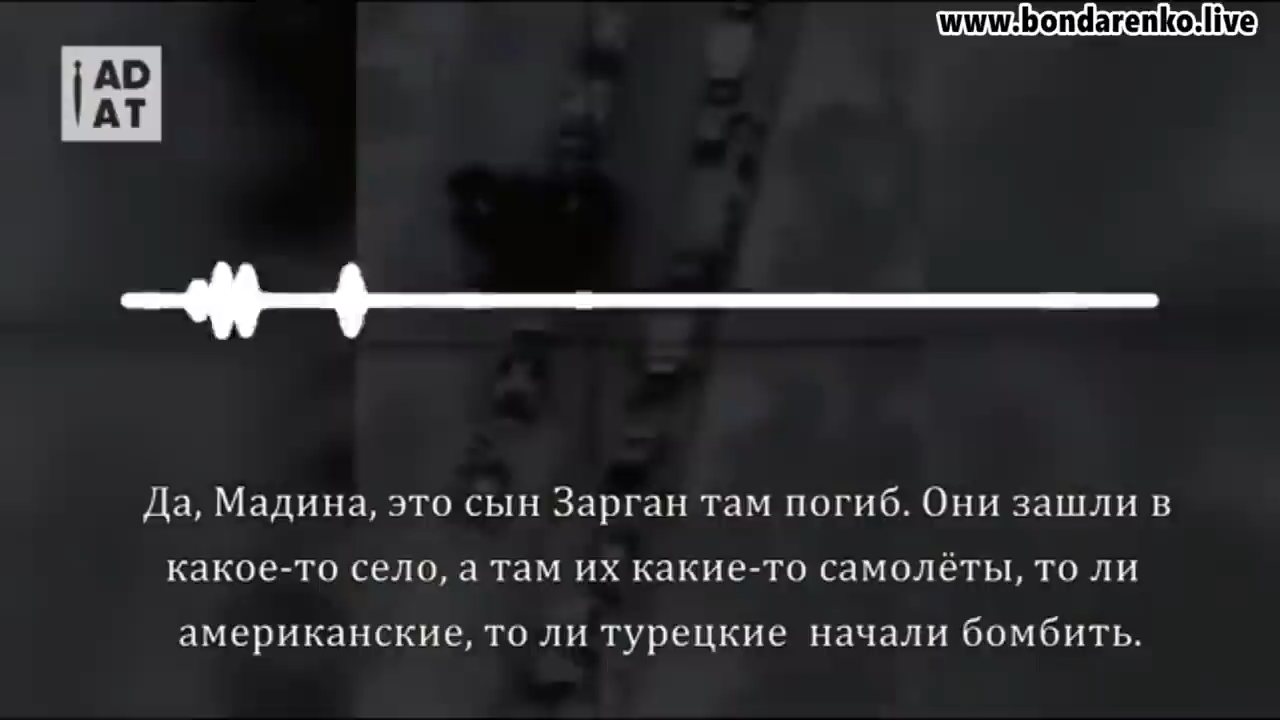 www.bondarenko.live
AD
AT
Да, Мадина, это сын Зарган там погиб. Они зашли в
какое-то село, а там их какие-то самолёты, то ли
американские, то ли турецкие начали бомбить.